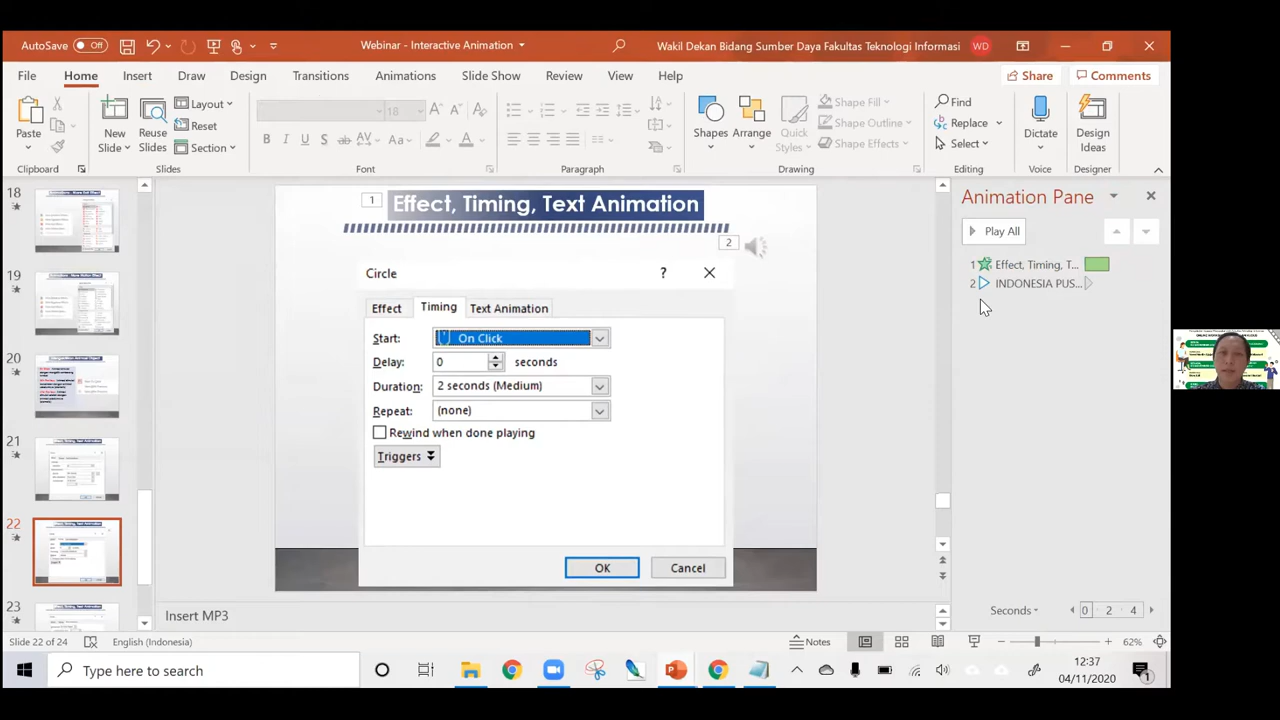 AutoSave Off
Webinar - Interactive Animation
Wakil Dekan Bidang Sumber Daya Fakultas Teknologi Informasi WD
File Home Insert Draw Design Transitions Animations Slide Show Review View Help Share Comments
Paste
New Slide
Reuse Slides
Layout
Reset
Section
18
Shapes
Arrange
Quick Styles
Shape Fill
Shape Outline
Shape Effects
Find
Replace
Select
Dictate
Design Ideas
Clipboard Slides Font Paragraph Drawing Editing Voice Designer
18
19
20
21
22
23
1
Effect, Timing, Text Animation
2
Circle ?
Effect Timing Text Animation
Start: On Click
Delay: 0 seconds
Duration: 2 seconds (Medium)
Repeat: (none)
Rewind when done playing
Triggers
OK Cancel
Animation Pane
Play All
1 Effect, Timing, T...
2 INDONESIA PUS...
Seconds 0 2 4
Insert MP3
Slide 22 of 24 English (Indonesia) Notes 62%
Type here to search
12:37
04/11/2020
1